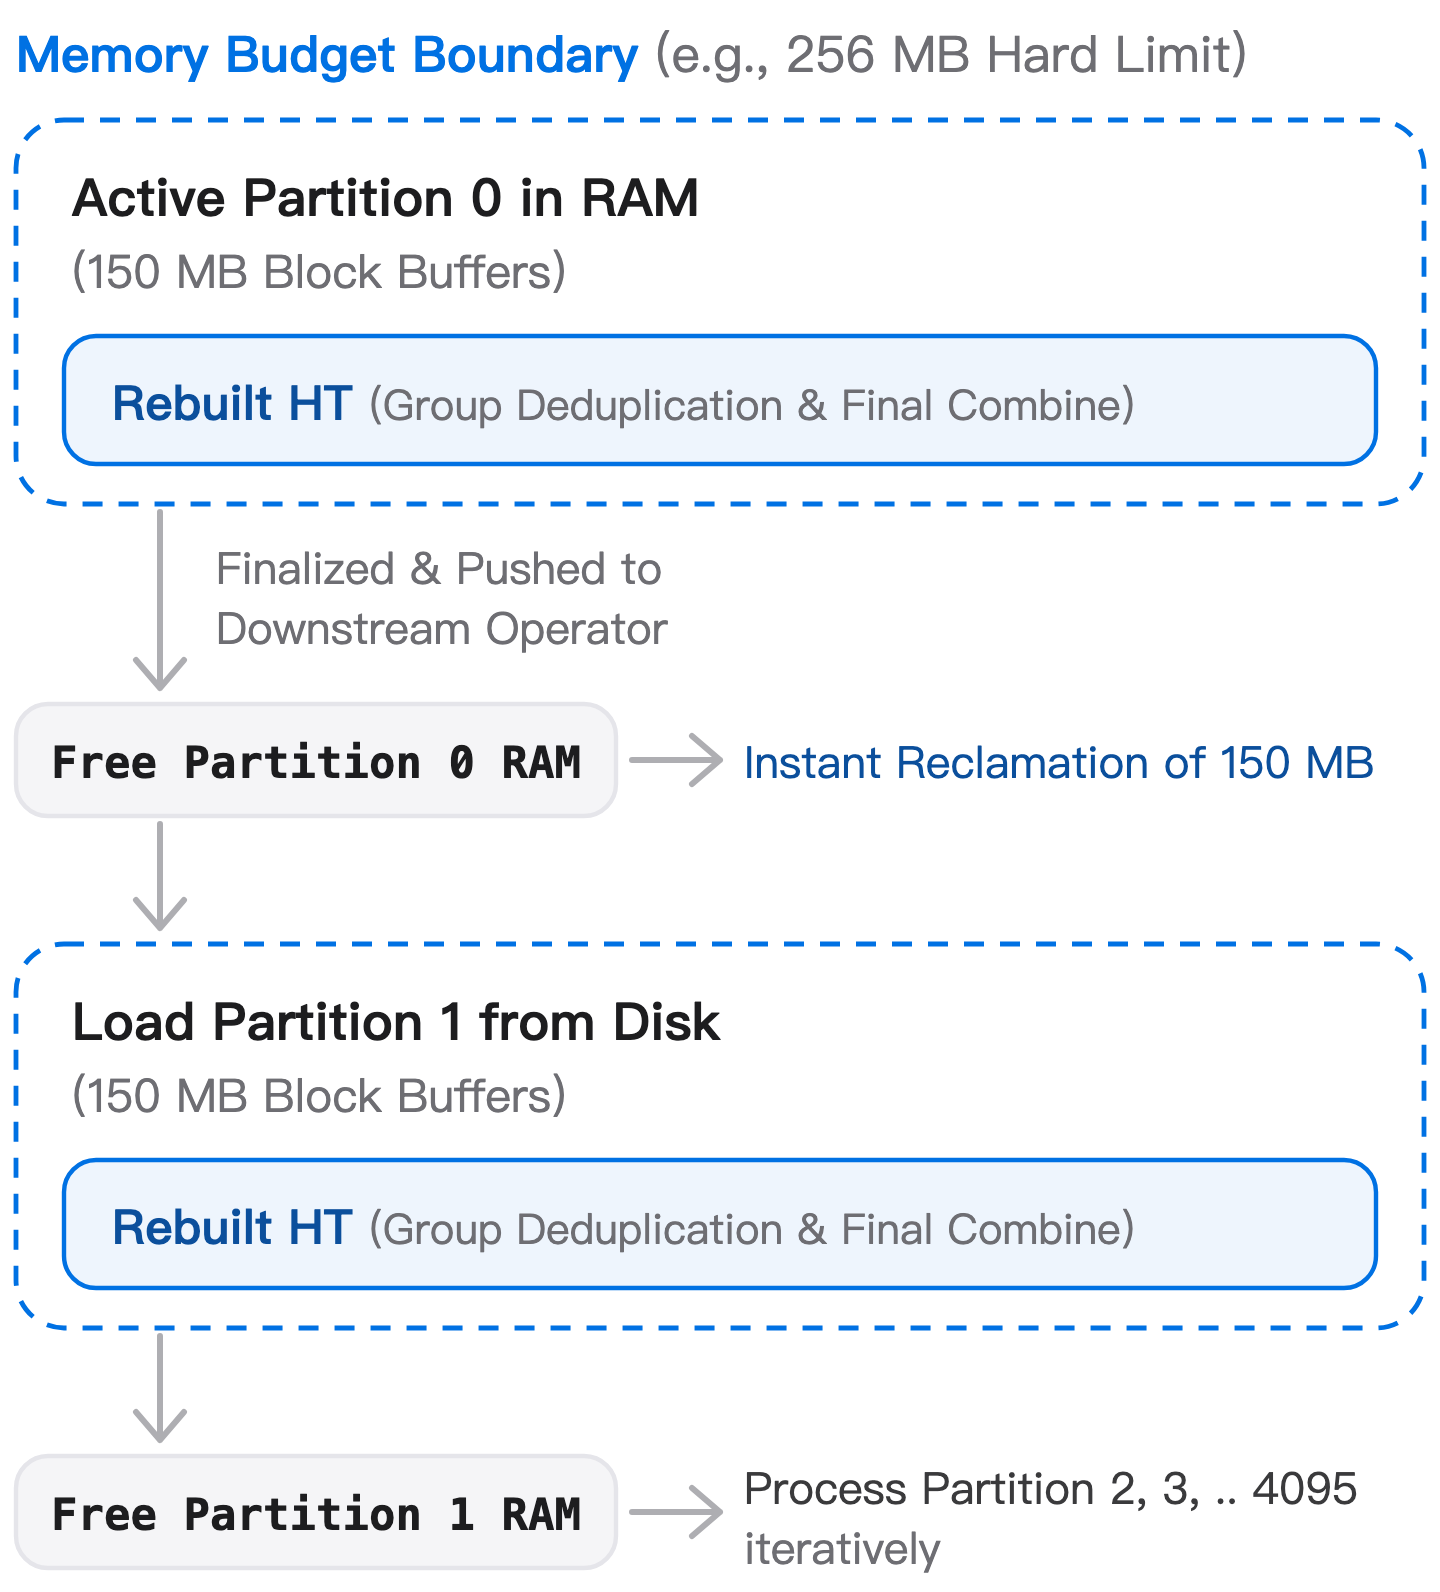 Memory Budget Boundary (e.g., 256 MB Hard Limit)
Active Partition 0 in RAM
(150 MB Block Buffers)
Rebuilt HT (Group Deduplication & Final Combine)
Finalized & Pushed to
Downstream Operator
Free Partition 0 RAM
Instant Reclamation of 150 MB
Load Partition 1 from Disk
(150 MB Block Buffers)
Rebuilt HT (Group Deduplication & Final Combine)
Free Partition 1 RAM
Process Partition 2, 3, .. 4095
iteratively